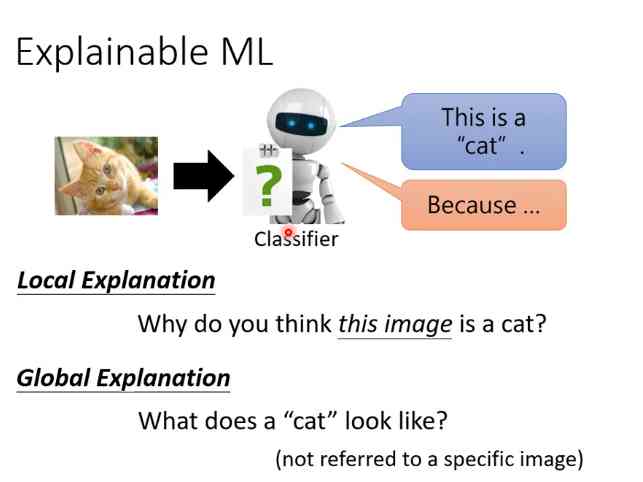 Explainable ML
This is a
"cat" .
Because ...
?
Classifier
Local Explanation
Why do you think this image is a cat?
Global Explanation
What does a “cat” look like?
(not referred to a specific image)